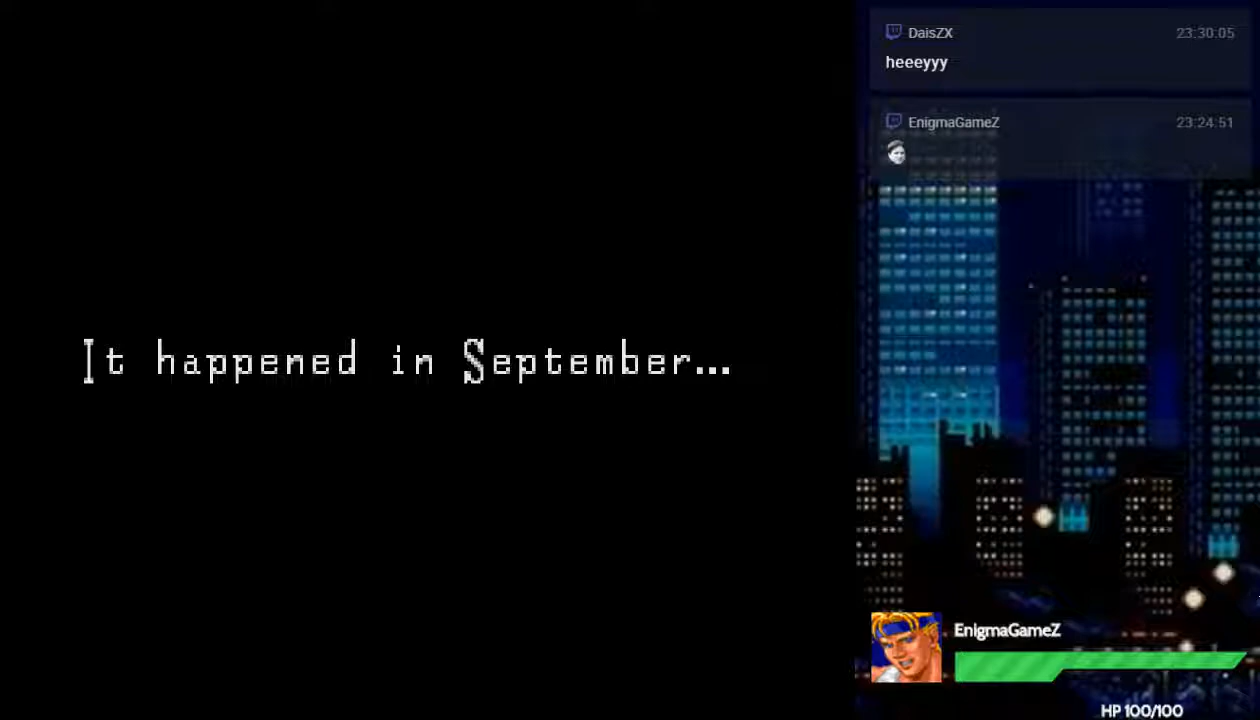 It happened in September...
DaisZX 23:30:05
heeeyyy
EnigmaGameZ 23:24:51
EnigmaGameZ
HP 100/100